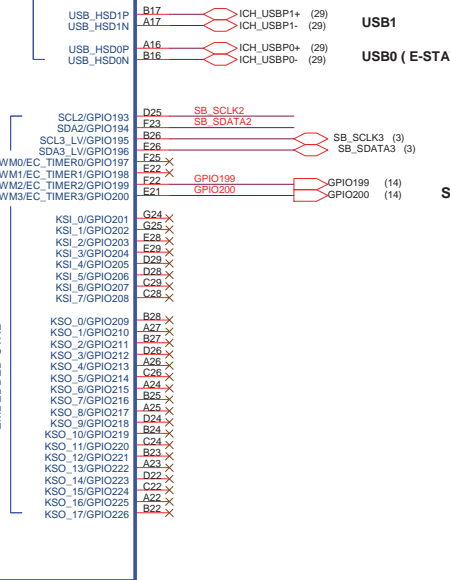 USB_HSD1P B17 ICH_USBP1+ (29)
USB_HSD1N A17 ICH_USBP1- (29) USB1
USB_HSD0P A16 ICH_USBP0+ (29)
USB_HSD0N B16 ICH_USBP0- (29) USB0 ( E-STA
SCL2/GPIO193 D25 SB_SCLK2
SDA2/GPIO194 F23 SB_SDATA2
SCL3_LV/GPIO195 B26 SB_SCLK3 (3)
SDA3_LV/GPIO196 E26 SB_SDATA3 (3)
WM0/EC_TIMER0/GPIO197 F25
WM1/EC_TIMER1/GPIO198 E22
WM2/EC_TIMER2/GPIO199 F22 GPIO199 GPIO199 (14)
WM3/EC_TIMER3/GPIO200 E21 GPIO200 GPIO200 (14) S
KSI_0/GPIO201 G24
KSI_1/GPIO202 G25
KSI_2/GPIO203 E28
KSI_3/GPIO204 E29
KSI_4/GPIO205 D29
KSI_5/GPIO206 D28
KSI_6/GPIO207 C29
KSI_7/GPIO208 C28
KSO_0/GPIO209 B28
KSO_1/GPIO210 A27
KSO_2/GPIO211 B27
KSO_3/GPIO212 D26
KSO_4/GPIO213 A26
KSO_5/GPIO214 C26
KSO_6/GPIO215 A24
KSO_7/GPIO216 B25
KSO_8/GPIO217 A25
KSO_9/GPIO218 D24
KSO_10/GPIO219 B24
KSO_11/GPIO220 C24
KSO_12/GPIO221 B23
KSO_13/GPIO222 A23
KSO_14/GPIO223 D22
KSO_15/GPIO224 C22
KSO_16/GPIO225 A22
KSO_17/GPIO226 B22